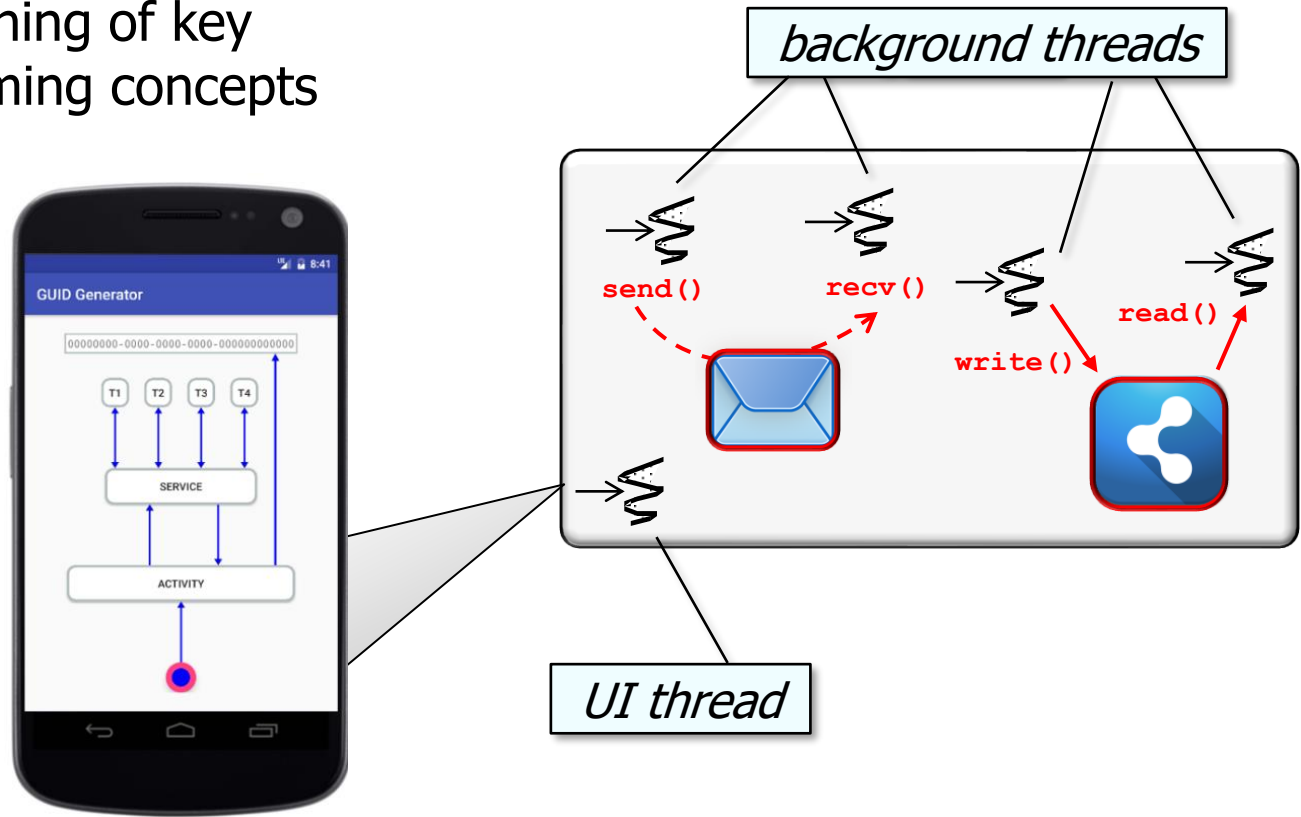 ning of key
ming concepts
background threads
send()
recv()
write()
read()
UI thread
8:41
GUID Generator
00000000-0000-0000-0000-000000000000
T1 T2 T3 T4
SERVICE
ACTIVITY